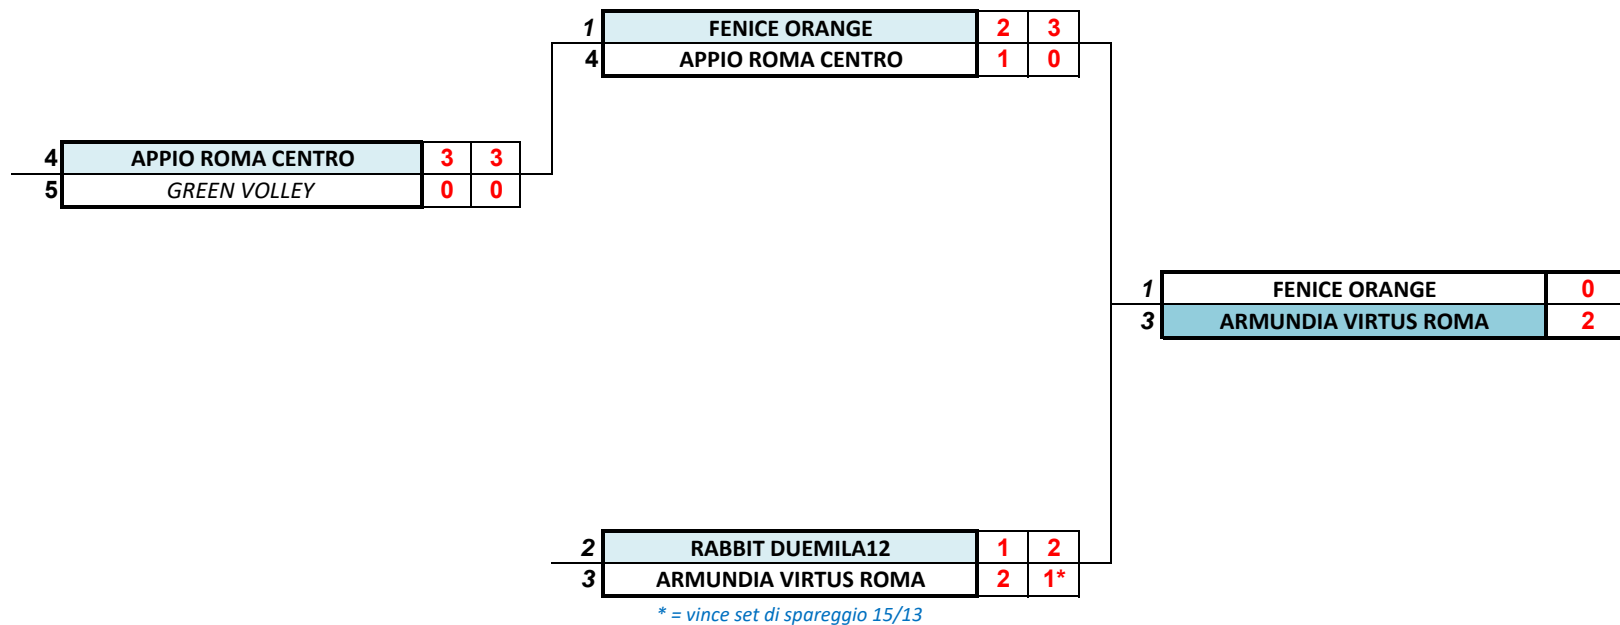 1 FENICE ORANGE 2 3
4 APPIO ROMA CENTRO 1 0
4 APPIO ROMA CENTRO 3 3
5 GREEN VOLLEY 0 0
1 FENICE ORANGE 0
3 ARMUNDIA VIRTUS ROMA 2
2 RABBIT DUEMILA12 1 2
3 ARMUNDIA VIRTUS ROMA 2 1*
* = vince set di spareggio 15/13